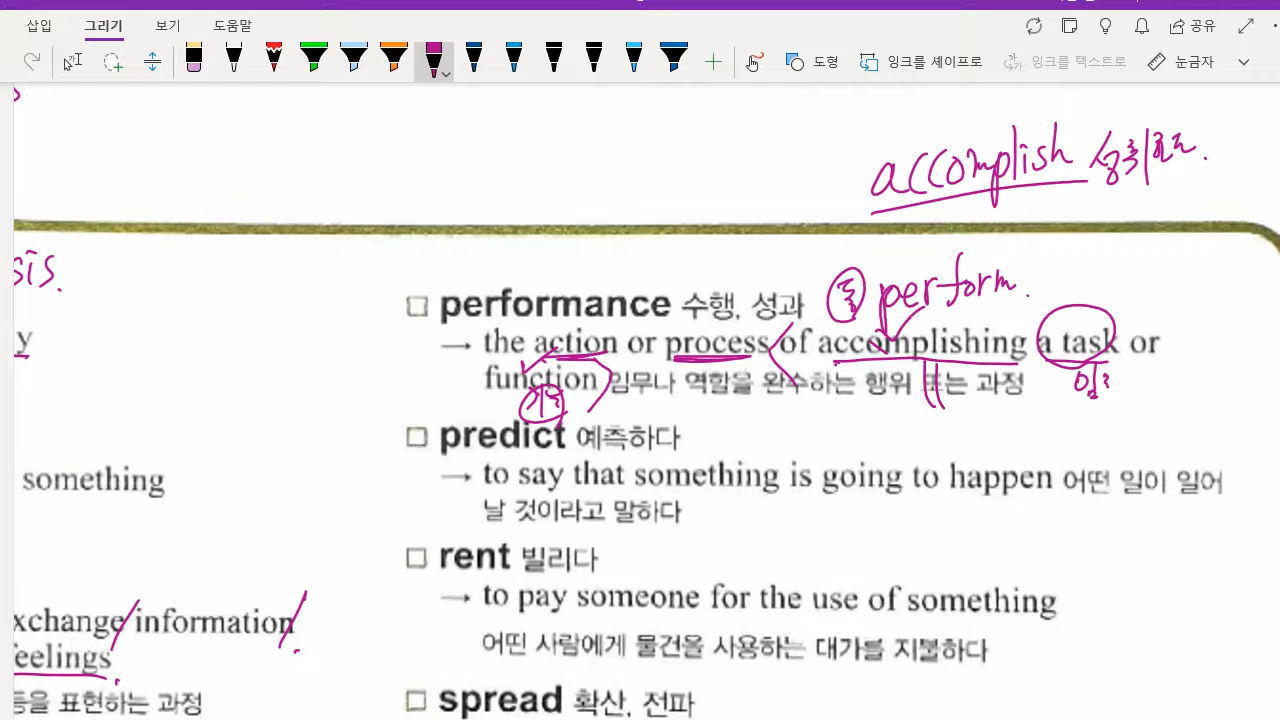 삽입 그리기 보기 도움말 공유
도형 잉크를 셰이프로 잉크를 텍스트로 눈금자
accomplish
sis.
perform.
performance 수행, 성과
y
→ the action or process of accomplishing a task or
function 임무나 역할을 완수하는 행위 또는 과정
predict 예측하다
something
→ to say that something is going to happen 어떤 일이 일어
날 것이라고 말하다
rent 빌리다
→ to pay someone for the use of something
어떤 사람에게 물건을 사용하는 대가를 지불하다
xchange information
eelings
등을 표현하는 과정
spread 확산, 전파